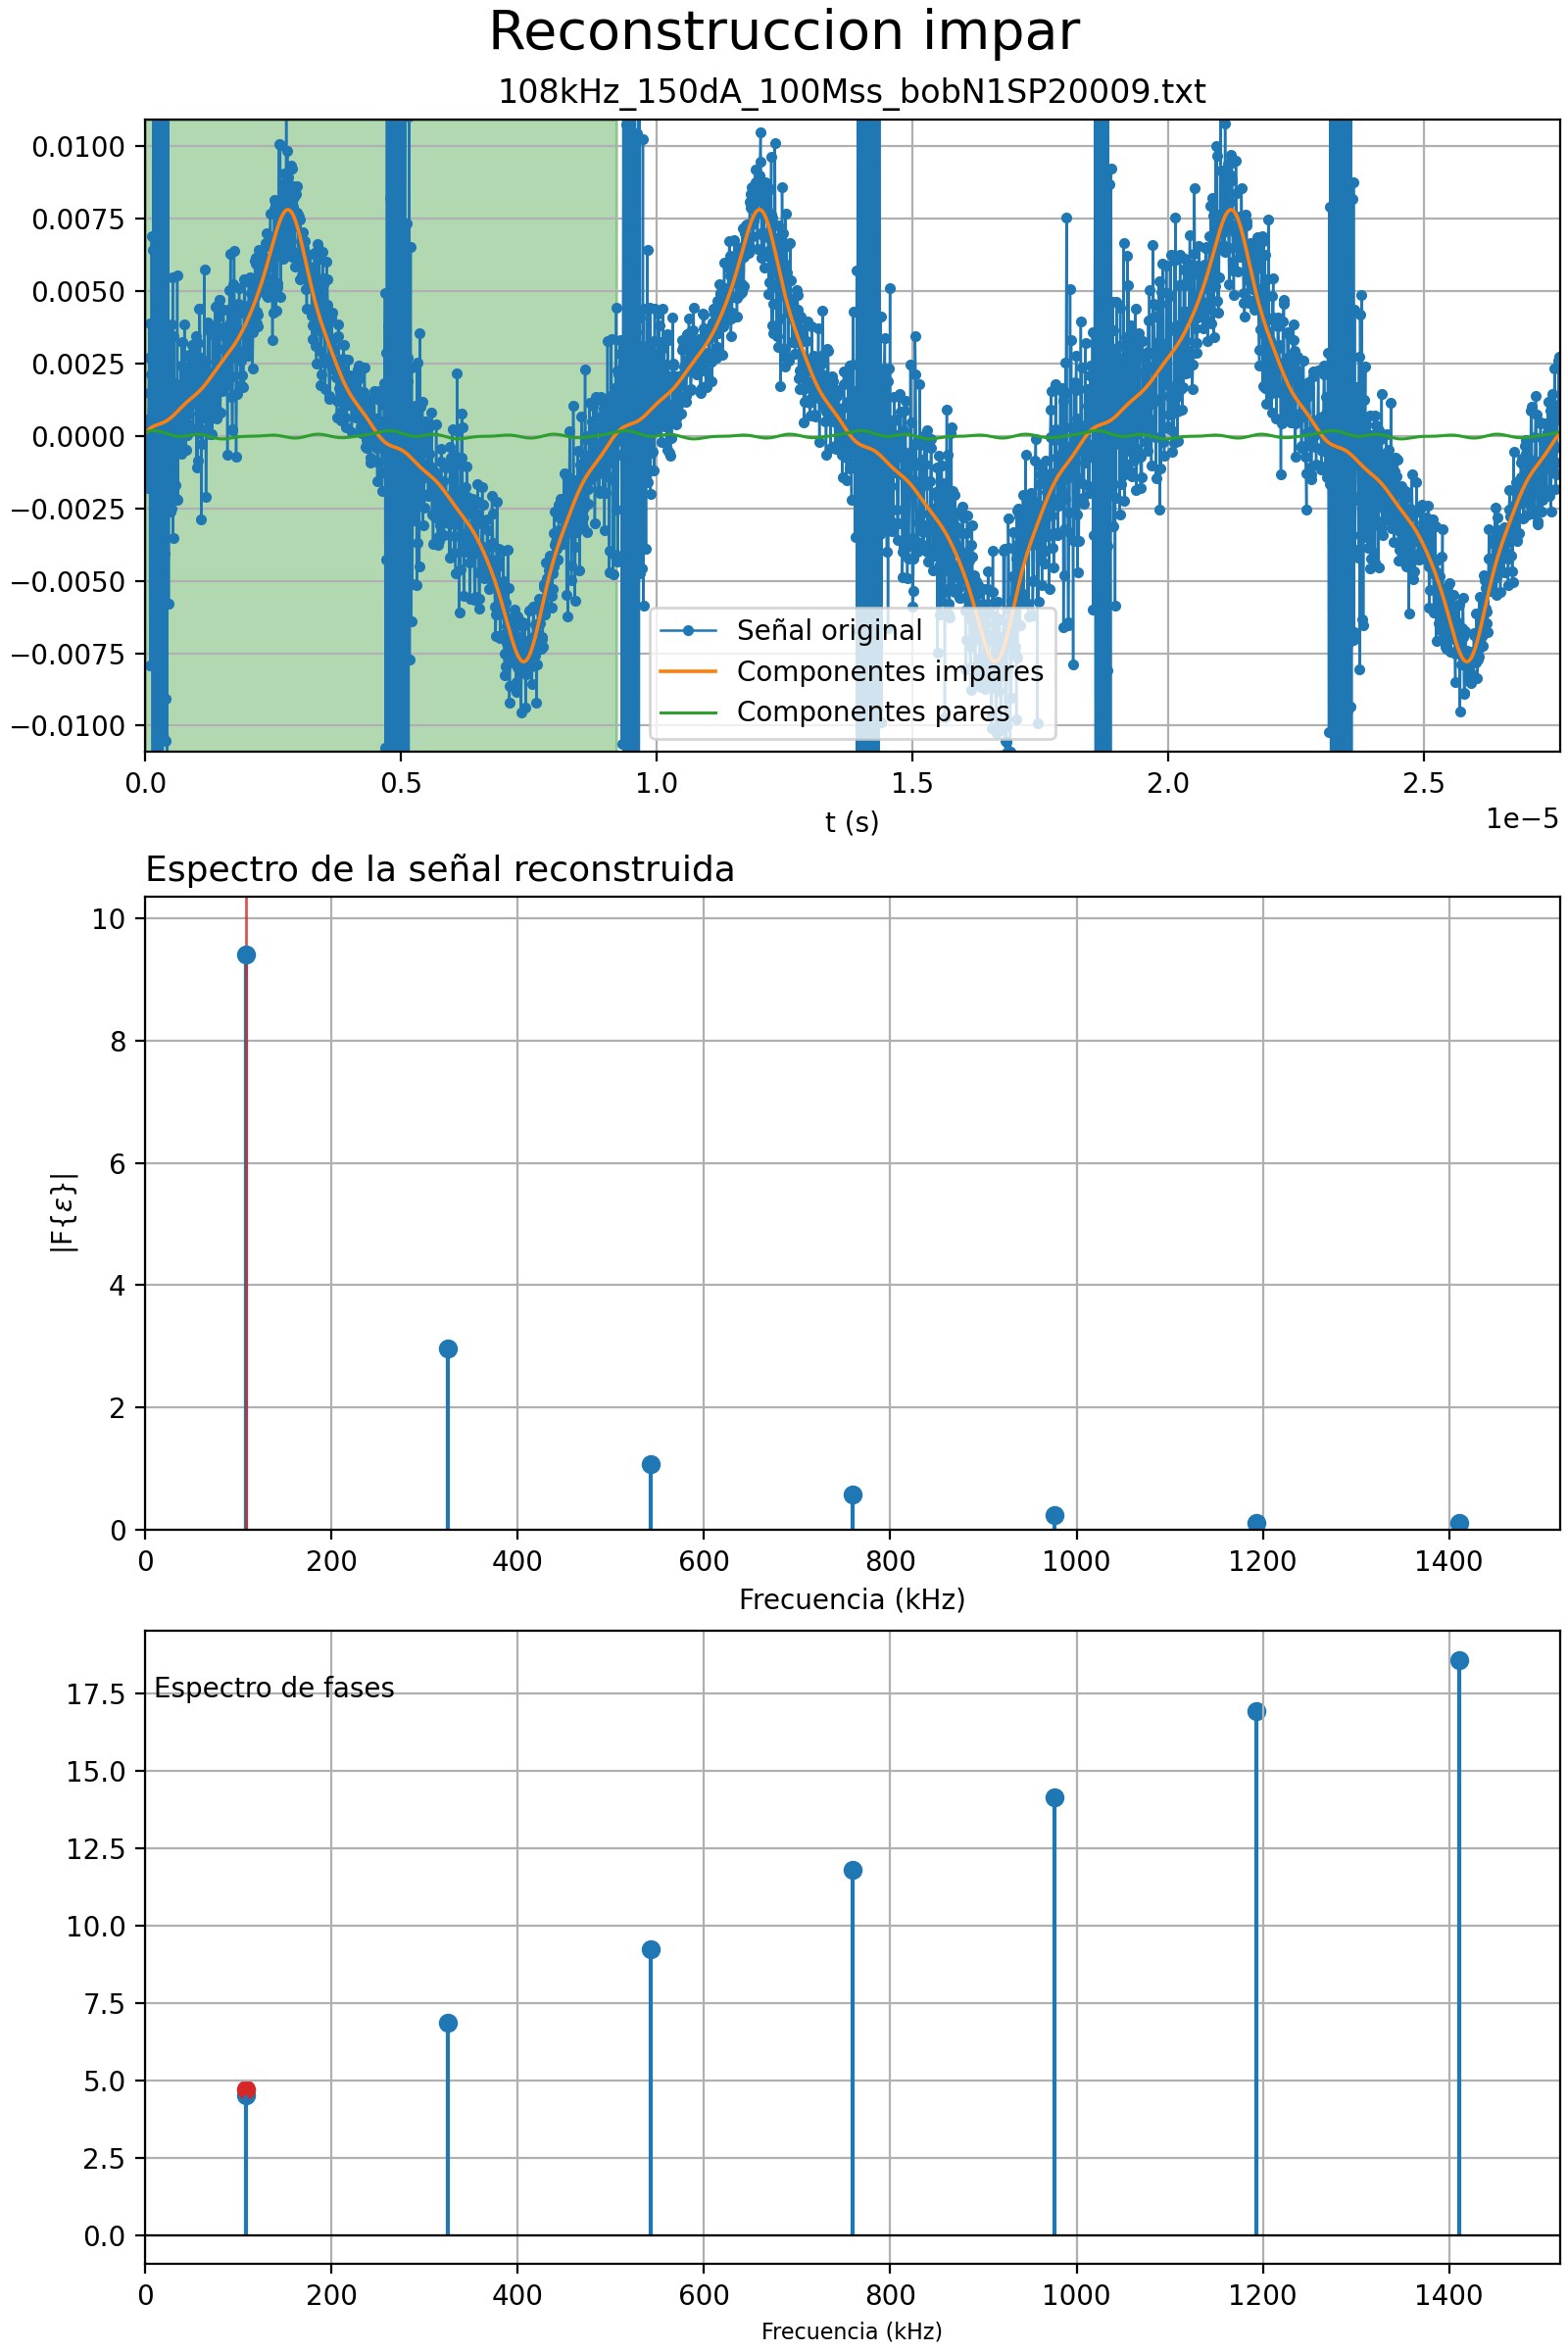 Reconstruccion impar
108kHz_150dA_100Mss_bobN1SP20009.txt
0.0100
0.0075
0.0050
0.0025
0.0000
−0.0025
−0.0050
−0.0075
−0.0100
Señal original
Componentes impares
Componentes pares
0.0 0.5 1.0 1.5 2.0 2.5
t (s)
1e−5
Espectro de la señal reconstruida
10
8
6
4
2
0
|F{ε}|
0 200 400 600 800 1000 1200 1400
Frecuencia (kHz)
Espectro de fases
17.5
15.0
12.5
10.0
7.5
5.0
2.5
0.0
0 200 400 600 800 1000 1200 1400
Frecuencia (kHz)